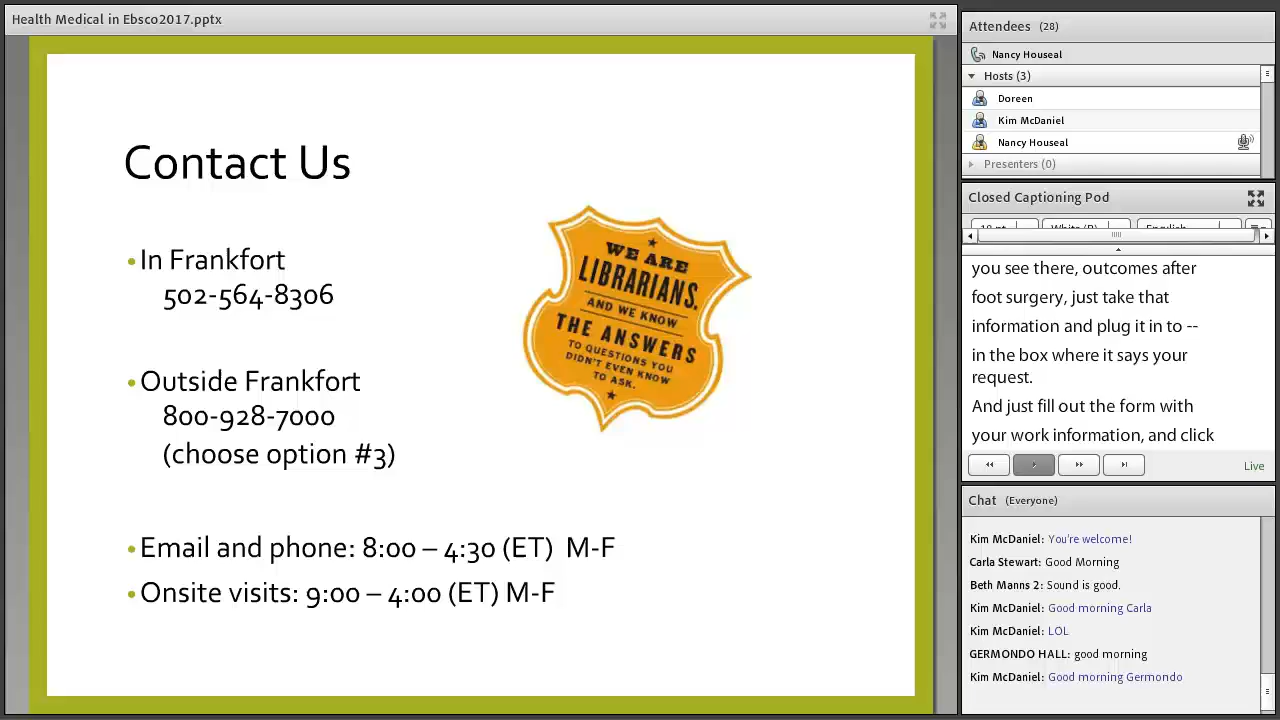 Health Medical in Ebsco2017.pptx
Contact Us
•In Frankfort
502-564-8306
•Outside Frankfort
800-928-7000
(choose option #3)
•Email and phone: 8:00 – 4:30 (ET)  M-F
•Onsite visits: 9:00 – 4:00 (ET) M-F
WE ARE
LIBRARIANS.
AND WE KNOW
THE ANSWERS
TO QUESTIONS YOU
DIDN'T EVEN KNOW
TO ASK.
Attendees (28)
Nancy Houseal
Hosts (3)
Doreen
Kim McDaniel
Nancy Houseal
Presenters (0)
Closed Captioning Pod
English
you see there, outcomes after
foot surgery, just take that
information and plug it in to --
in the box where it says your
request.
And just fill out the form with
your work information, and click
Live
Chat (Everyone)
Kim McDaniel: You're welcome!
Carla Stewart: Good Morning
Beth Manns 2: Sound is good.
Kim McDaniel: Good morning Carla
Kim McDaniel: LOL
GERMONDO HALL: good morning
Kim McDaniel: Good morning Germondo